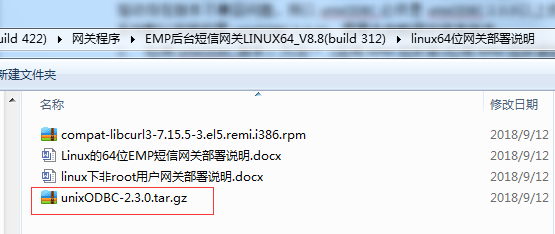 build 422) ▸ 网关程序 ▸ EMP后台短信网关LINUX64_V8.8(build 312) ▸ linux64位网关部署说明
新建文件夹
名称 修改日期
compat-libcurl3-7.15.5-3.el5.remi.i386.rpm 2018/9/12
Linux的64位EMP短信网关部署说明.docx 2018/9/12
linux下非root用户网关部署说明.docx 2018/9/12
unixODBC-2.3.0.tar.gz 2018/9/12